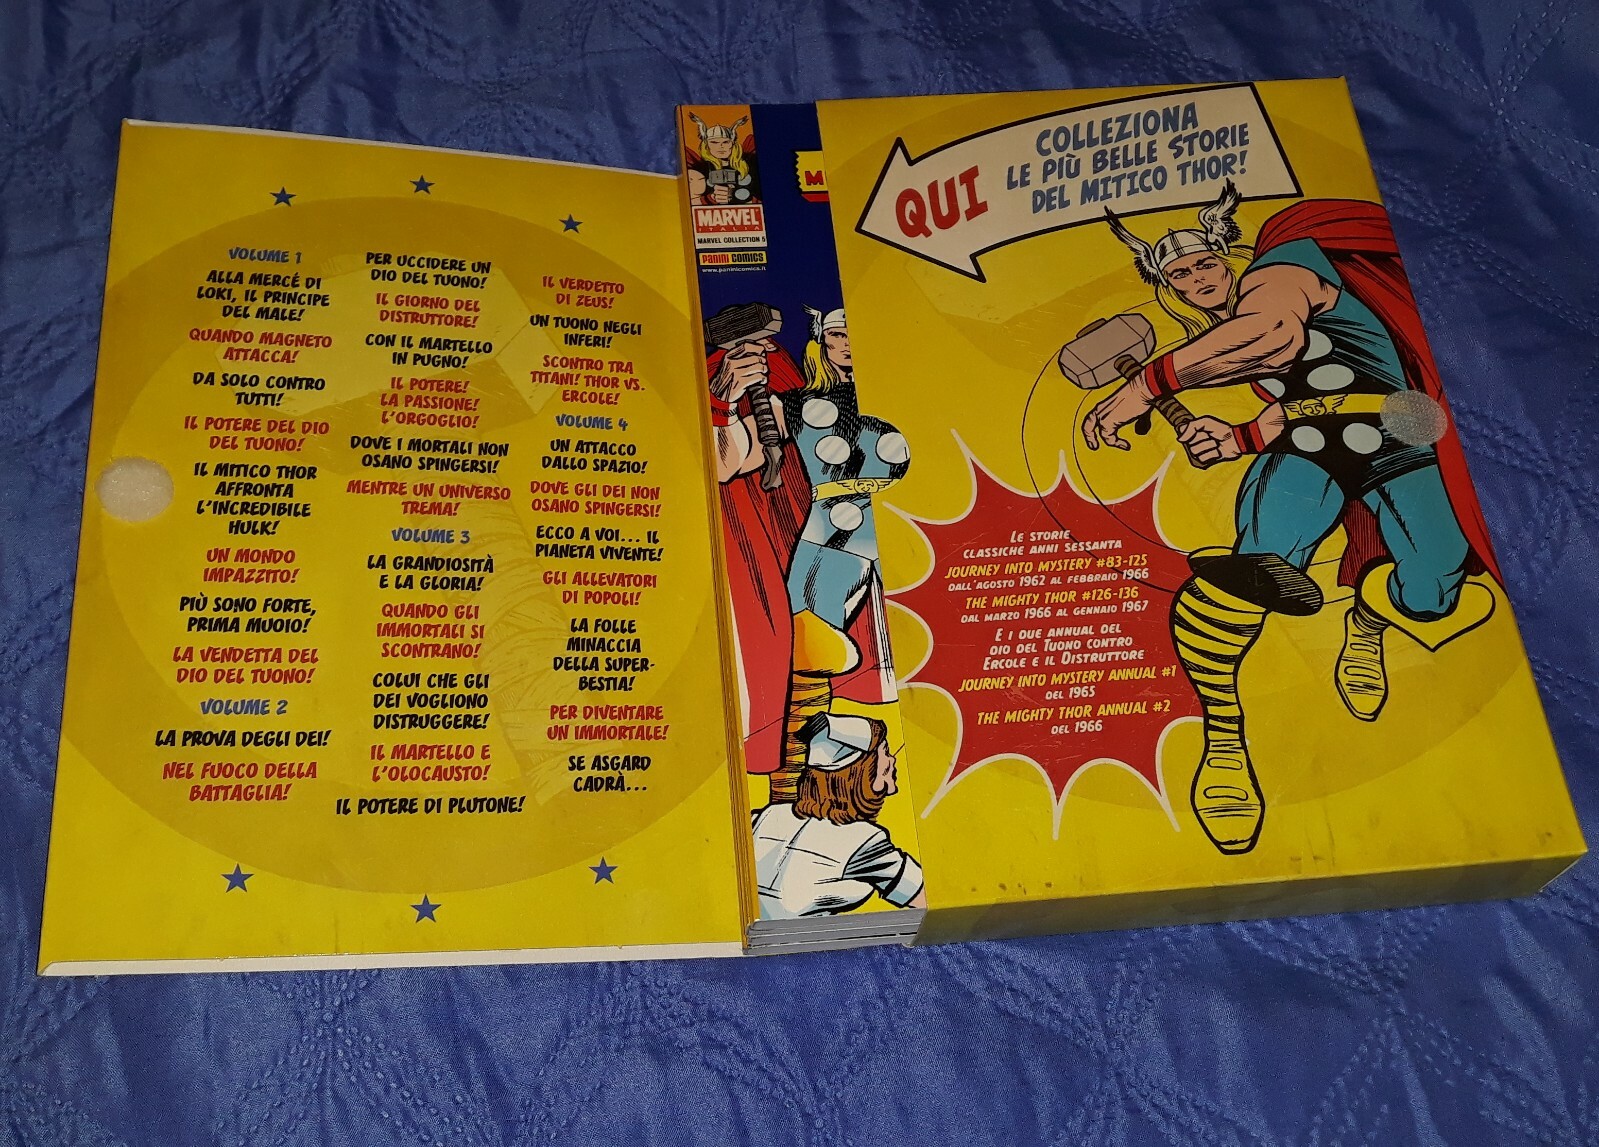 VOLUME 1
ALLA MERCÉ DI
LOKI, IL PRINCIPE
DEL MALE!
QUANDO MAGNETO
ATTACCA!
DA SOLO CONTRO
TUTTI!
IL POTERE DEL DIO
DEL TUONO!
IL MITICO THOR
AFFRONTA
L'INCREDIBILE
HULK!
UN MONDO
IMPAZZITO!
PIÙ SONO FORTE,
PRIMA MUOIO!
LA VENDETTA DEL
DIO DEL TUONO!
VOLUME 2
LA PROVA DEGLI DEI!
NEL FUOCO DELLA
BATTAGLIA!
PER UCCIDERE UN
DIO DEL TUONO!
IL GIORNO DEL
DISTRUTTORE!
CON IL MARTELLO
IN PUGNO!
IL POTERE!
LA PASSIONE!
L'ORGOGLIO!
DOVE I MORTALI NON
OSANO SPINGERSI!
MENTRE UN UNIVERSO
TREMA!
VOLUME 3
LA GRANDIOSITÀ
E LA GLORIA!
QUANDO GLI
IMMORTALI SI
SCONTRANO!
COLUI CHE GLI
DEI VOGLIONO
DISTRUGGERE!
IL MARTELLO E
L'OLOCAUSTO!
IL POTERE DI PLUTONE!
IL VERDETTO
DI ZEUS!
UN TUONO NEGLI
INFERI!
SCONTRO TRA
TITANI! THOR VS.
ERCOLE!
VOLUME 4
UN ATTACCO
DALLO SPAZIO!
DOVE GLI DEI NON
OSANO SPINGERSI!
ECCO A VOI... IL
PIANETA VIVENTE!
GLI ALLEVATORI
DI POPOLI!
LA FOLLE
MINACCIA
DELLA SUPER-
BESTIA!
PER DIVENTARE
UN IMMORTALE!
SE ASGARD
CADRÀ...
MARVEL
ITALIA
MARVEL COLLECTION 5
PANINI COMICS
www.paninicomics.it
M
QUI
COLLEZIONA
LE PIÙ BELLE STORIE
DEL MITICO THOR!
LE STORIE
CLASSICHE ANNI SESSANTA
JOURNEY INTO MYSTERY #83-125
DALL'AGOSTO 1962 AL FEBBRAIO 1966
THE MIGHTY THOR #126-136
DAL MARZO 1966 AL GENNAIO 1967
E I DUE ANNUAL DEL
DIO DEL TUONO CONTRO
ERCOLE E IL DISTRUTTORE
JOURNEY INTO MYSTERY ANNUAL #1
DEL 1965
THE MIGHTY THOR ANNUAL #2
DEL 1966